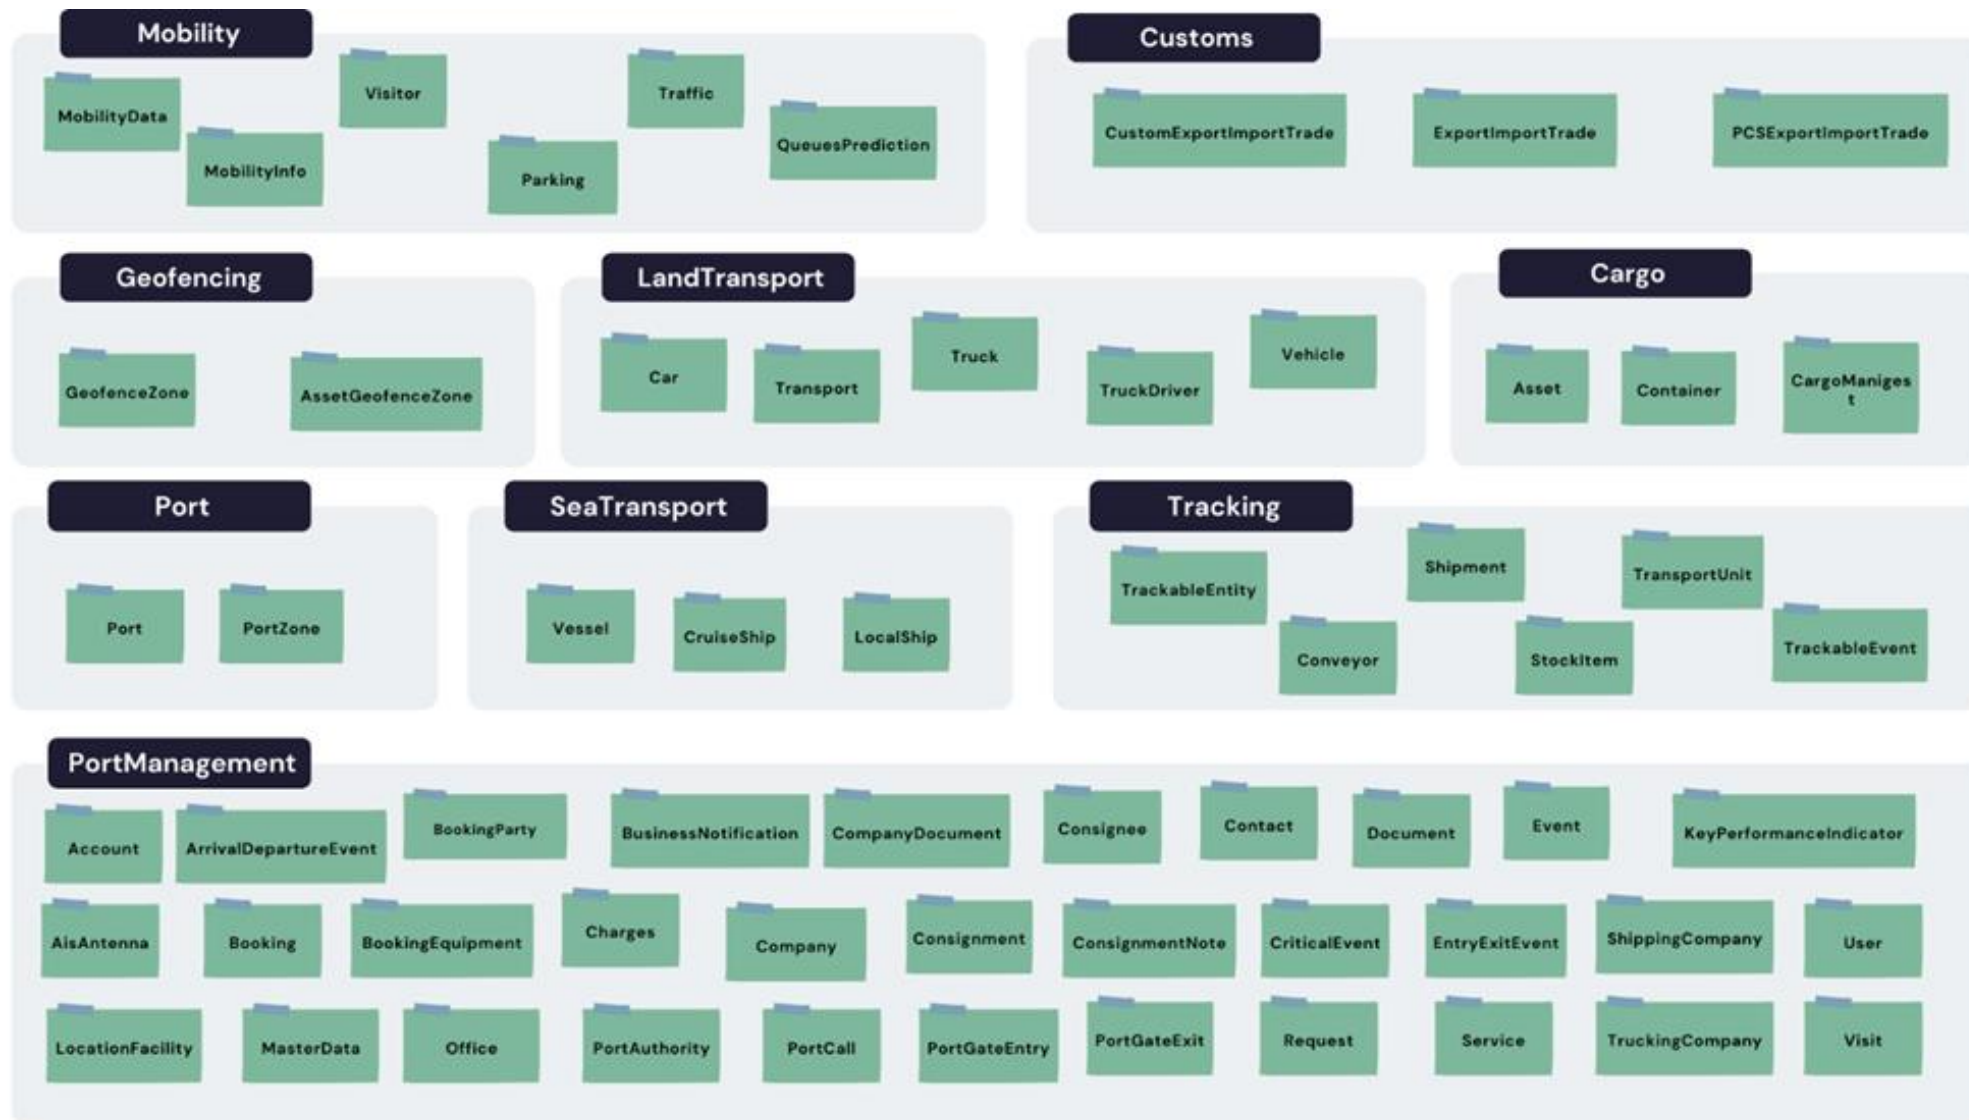 Mobility
MobilityData
MobilityInfo
Visitor
Parking
Traffic
QueuesPrediction
Customs
CustomExportImportTrade
ExportImportTrade
PCSExportImportTrade
Geofencing
GeofenceZone
AssetGeofenceZone
LandTransport
Car
Transport
Truck
TruckDriver
Vehicle
Cargo
Asset
Container
CargoManiges
t
Port
Port
PortZone
SeaTransport
Vessel
CruiseShip
LocalShip
Tracking
TrackableEntity
Conveyor
Shipment
StockItem
TransportUnit
TrackableEvent
PortManagement
Account
ArrivalDepartureEvent
BookingParty
BusinessNotification
CompanyDocument
Consignee
Contact
Document
Event
KeyPerformanceIndicator
AisAntenna
Booking
BookingEquipment
Charges
Company
Consignment
ConsignmentNote
CriticalEvent
EntryExitEvent
ShippingCompany
User
LocationFacility
MasterData
Office
PortAuthority
PortCall
PortGateEntry
PortGateExit
Request
Service
TruckingCompany
Visit